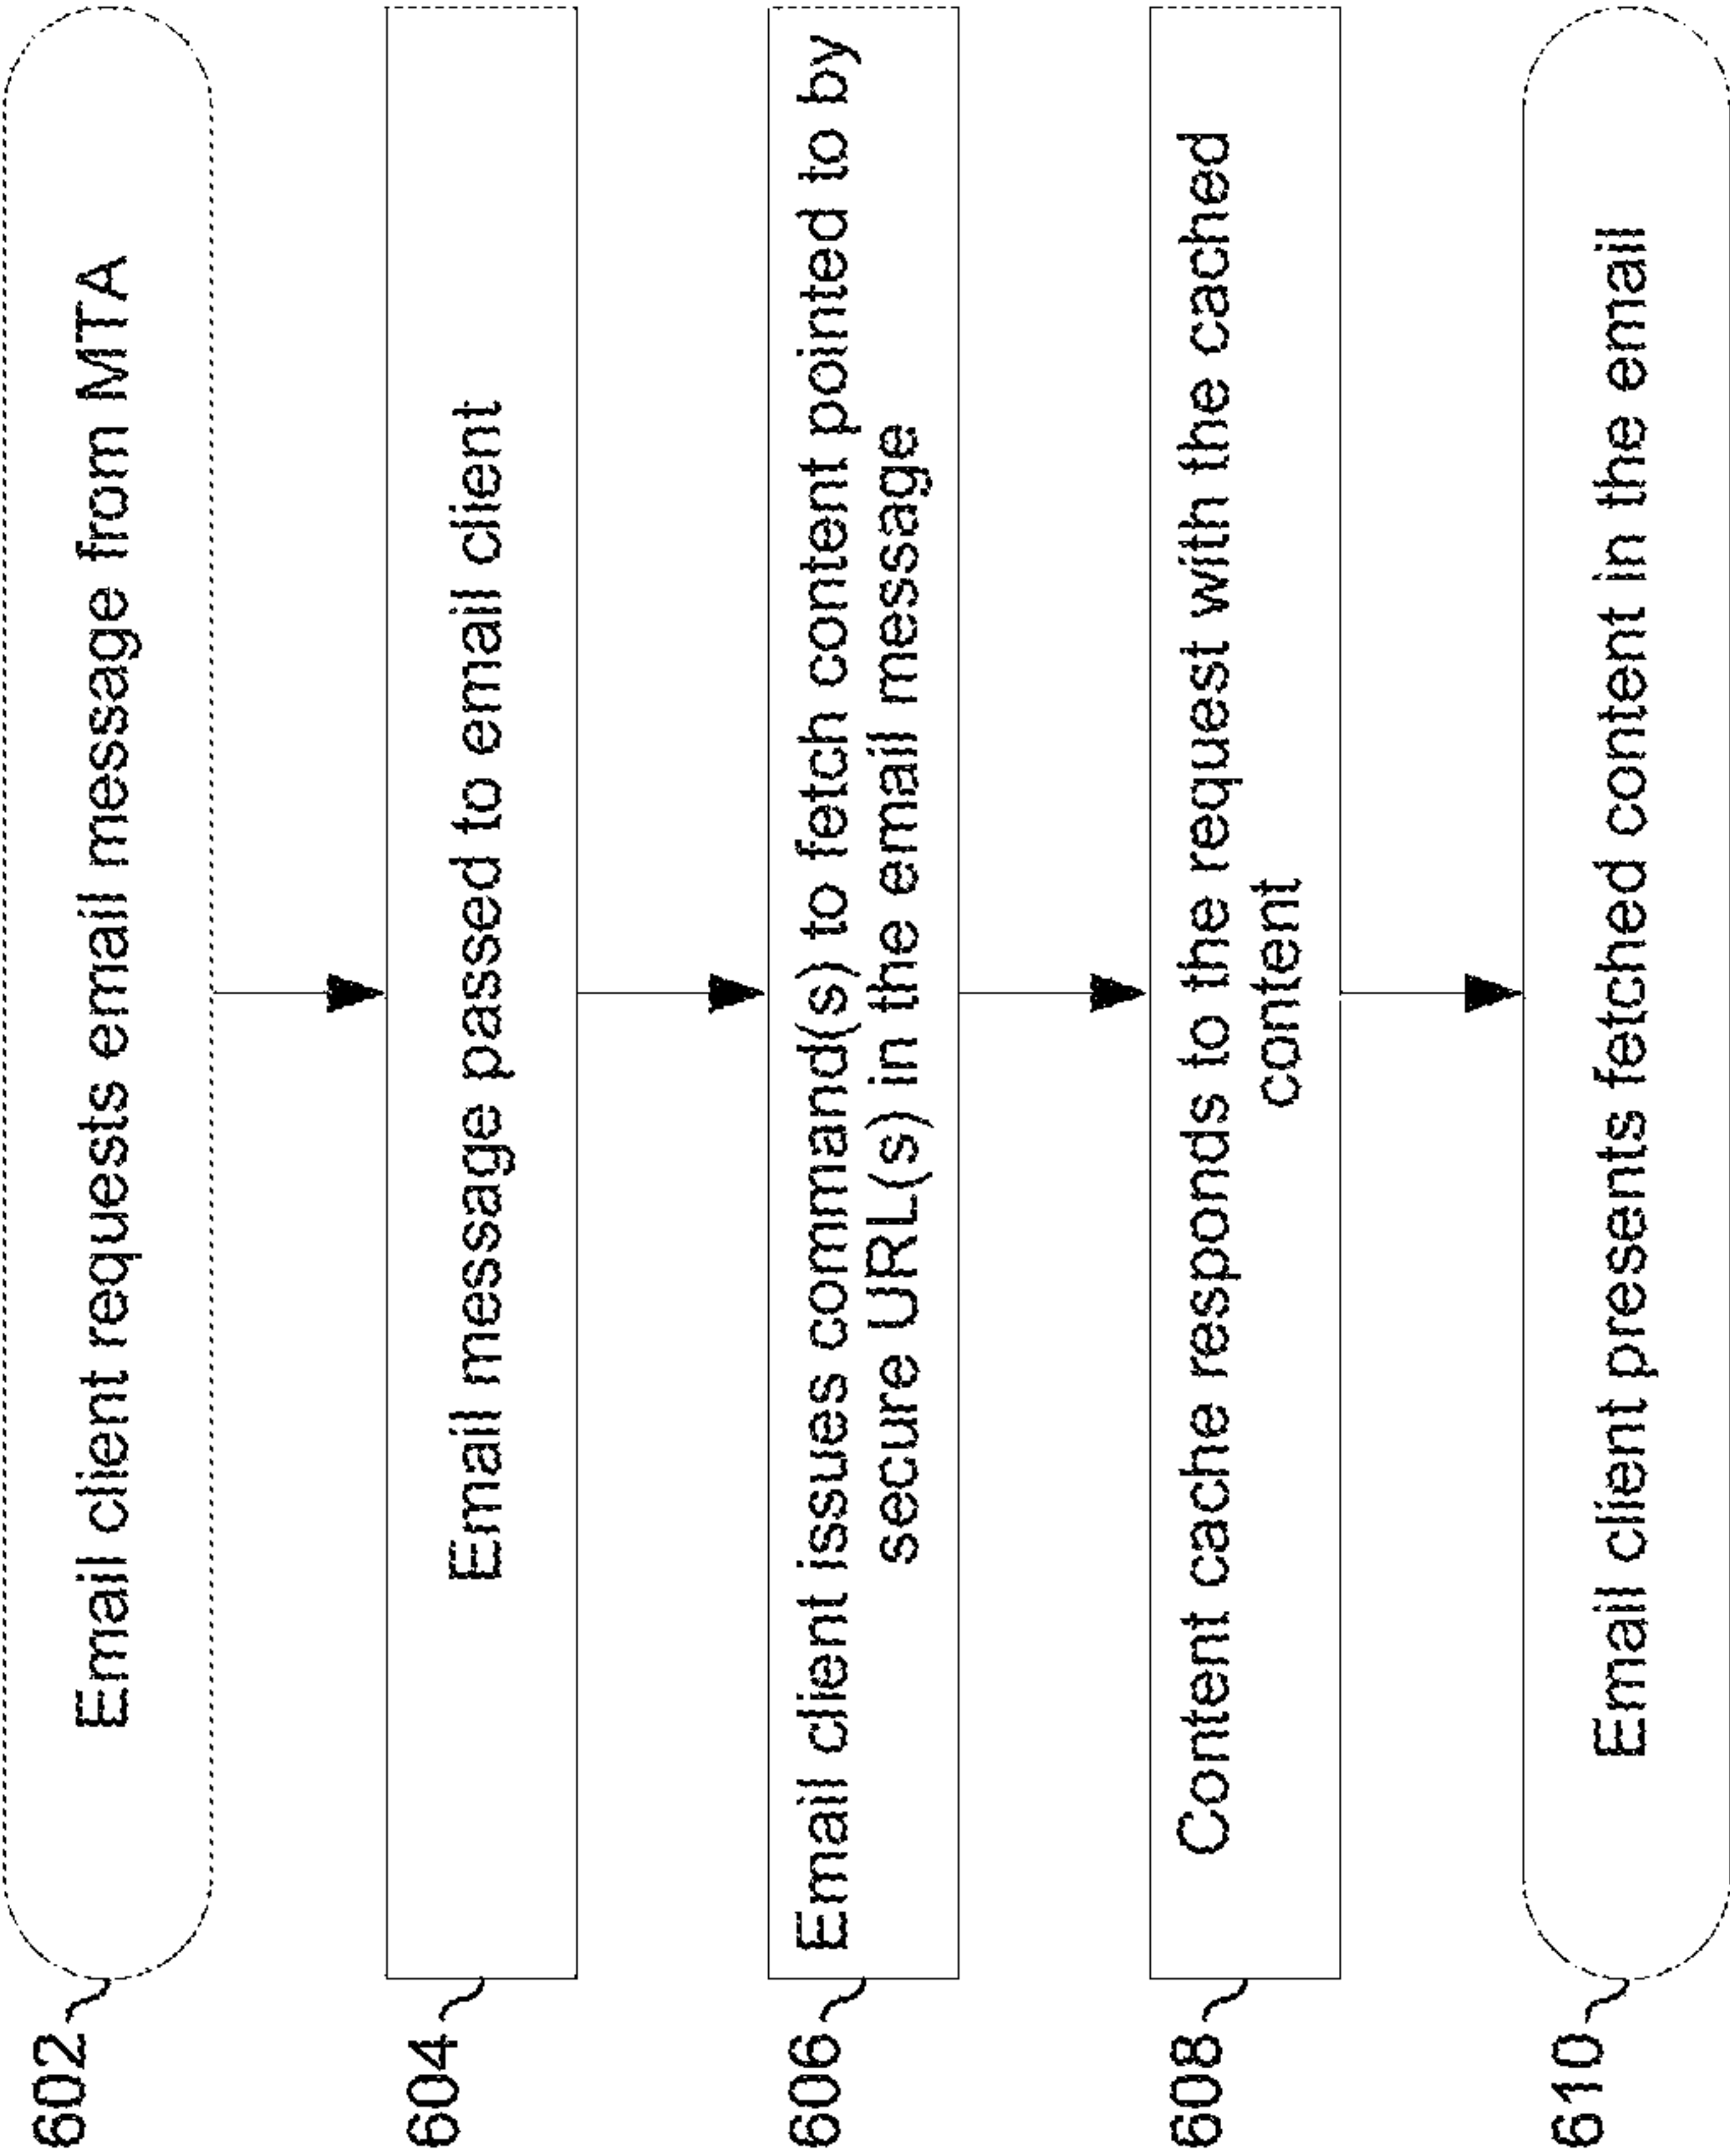 602
Email client requests email message from MTA
604
Email message passed to email client
606
Email client issues command(s) to fetch content pointed to by
secure URL(s) in the email message
608
Content cache responds to the request with the cached
content
610
Email client presents fetched content in the email